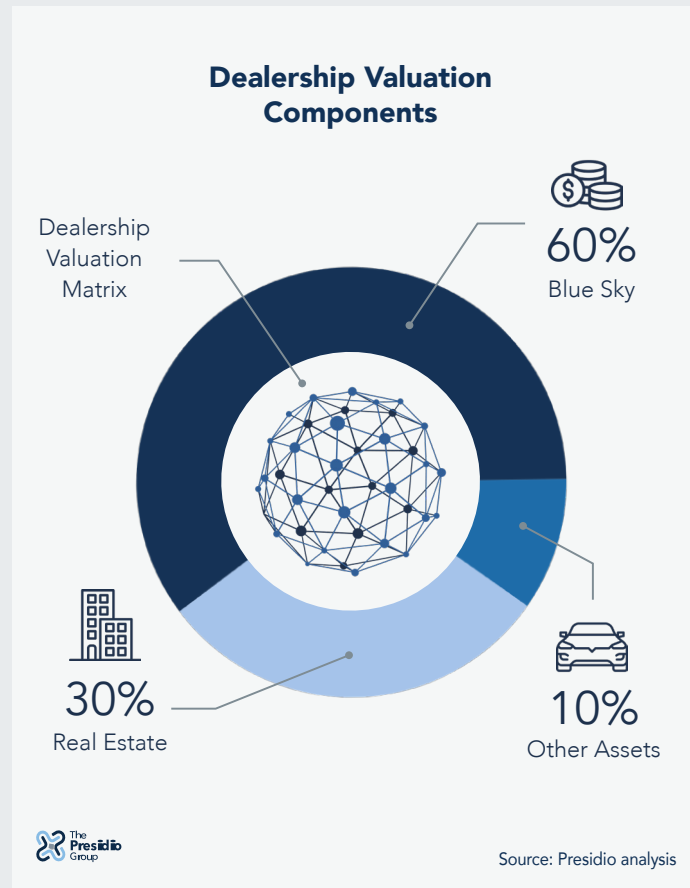 Dealership Valuation
Components
Dealership
Valuation
Matrix
$
60%
Blue Sky
30%
Real Estate
10%
Other Assets
The
Presidio
Group
Source: Presidio analysis